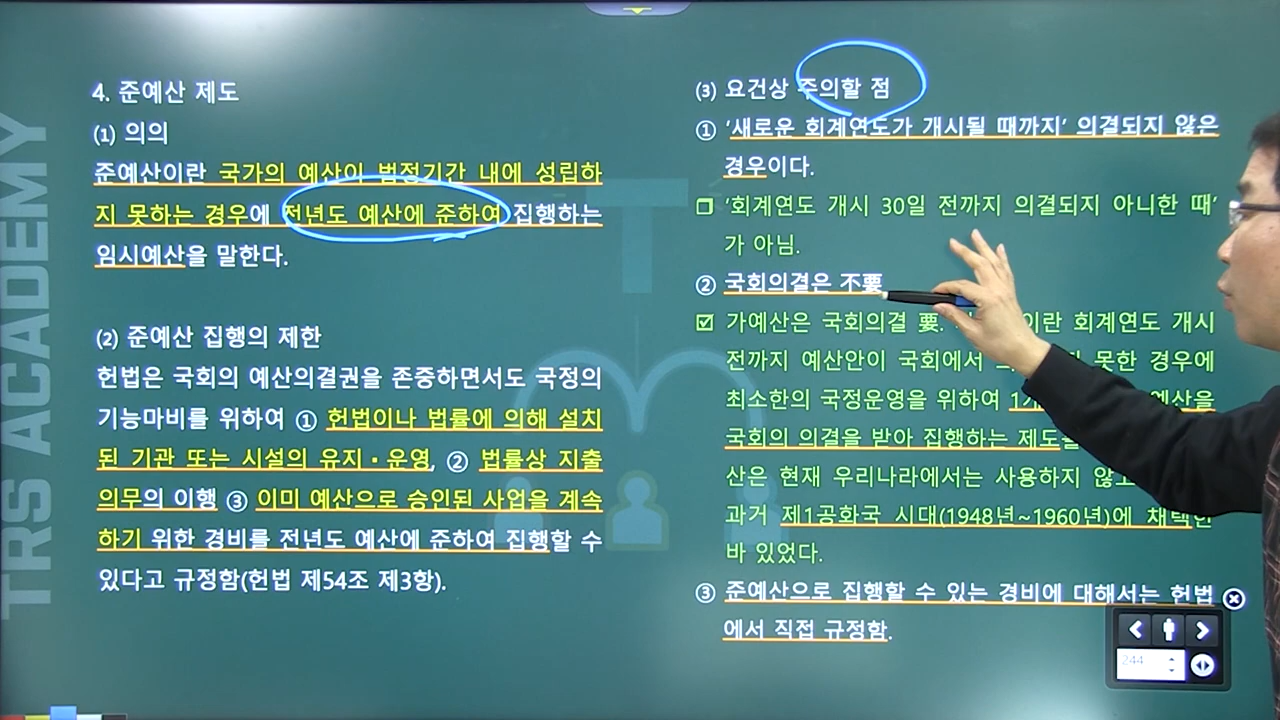 TRS ACADEMY
4. 준예산 제도
(1) 의의
준예산이란 국가의 예산이 법정기간 내에 성립하
지 못하는 경우에 전년도 예산에 준하여 집행하는
임시예산을 말한다.
(2) 준예산 집행의 제한
헌법은 국회의 예산의결권을 존중하면서도 국정의
기능마비를 위하여 ① 헌법이나 법률에 의해 설치
된 기관 또는 시설의 유지・운영, ② 법률상 지출
의무의 이행 ③ 이미 예산으로 승인된 사업을 계속
하기 위한 경비를 전년도 예산에 준하여 집행할 수
있다고 규정함(헌법 제54조 제3항).
(3) 요건상 주의할 점
① ‘새로운 회계연도가 개시될 때까지’ 의결되지 않은
경우이다.
❒ ‘회계연도 개시 30일 전까지 의결되지 아니한 때’
가 아님.
② 국회의결은 不要
☑ 가예산은 국회의결 要. 이란 회계연도 개시
전까지 예산안이 국회에서 못한 경우에
최소한의 국정운영을 위하여 예산을
국회의 의결을 받아 집행하는 제도
산은 현재 우리나라에서는 사용하지 않고
과거 제1공화국 시대(1948년~1960년)에 채택한
바 있었다.
③ 준예산으로 집행할 수 있는 경비에 대해서는 헌법
에서 직접 규정함.
244